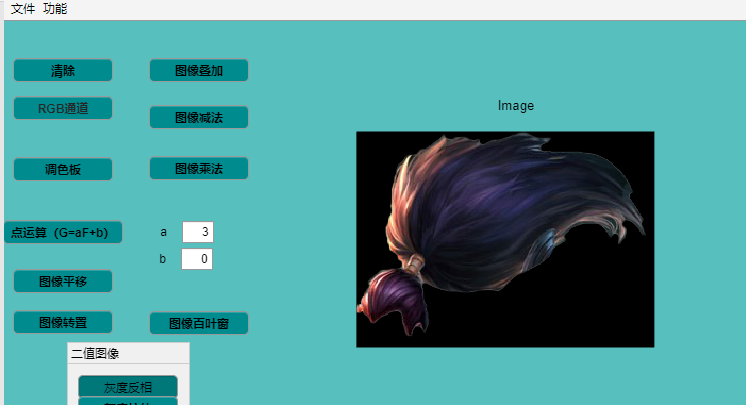 文件 功能
清除
图像叠加
RGB通道
图像减法
Image
调色板
图像乘法
点运算（G=aF+b）
a
3
b
0
图像平移
图像转置
图像百叶窗
二值图像
灰度反相